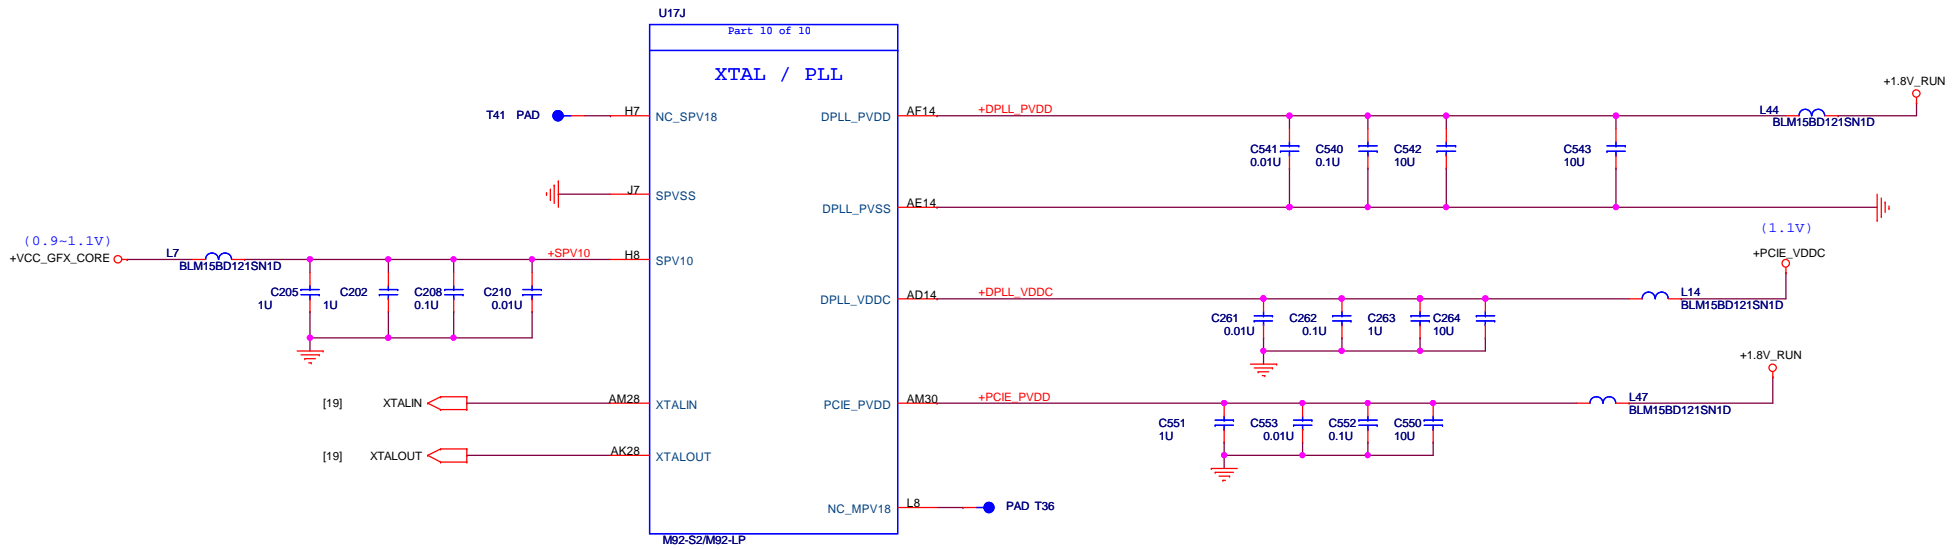 U17J
Part 10 of 10
XTAL / PLL
T41 PAD
H7
NC_SPV18
J7
SPVSS
(0.9~1.1V)
+VCC_GFX_CORE
L7
BLM15BD121SN1D
+SPV10
H8
SPV10
C205
1U
C202
1U
C208
0.1U
C210
0.01U
[19] XTALIN
AM28
XTALIN
[19] XTALOUT
AK28
XTALOUT
DPLL_PVDD
AF14
+DPLL_PVDD
L44
BLM15BD121SN1D
+1.8V_RUN
C541
0.01U
C540
0.1U
C542
10U
C543
10U
DPLL_PVSS
AE14
(1.1V)
+PCIE_VDDC
DPLL_VDDC
AD14
+DPLL_VDDC
L14
BLM15BD121SN1D
C261
0.01U
C262
0.1U
C263
1U
C264
10U
+1.8V_RUN
PCIE_PVDD
AM30
+PCIE_PVDD
L47
BLM15BD121SN1D
C551
1U
C553
0.01U
C552
0.1U
C550
10U
NC_MPV18
L8
PAD T36
M92-S2/M92-LP